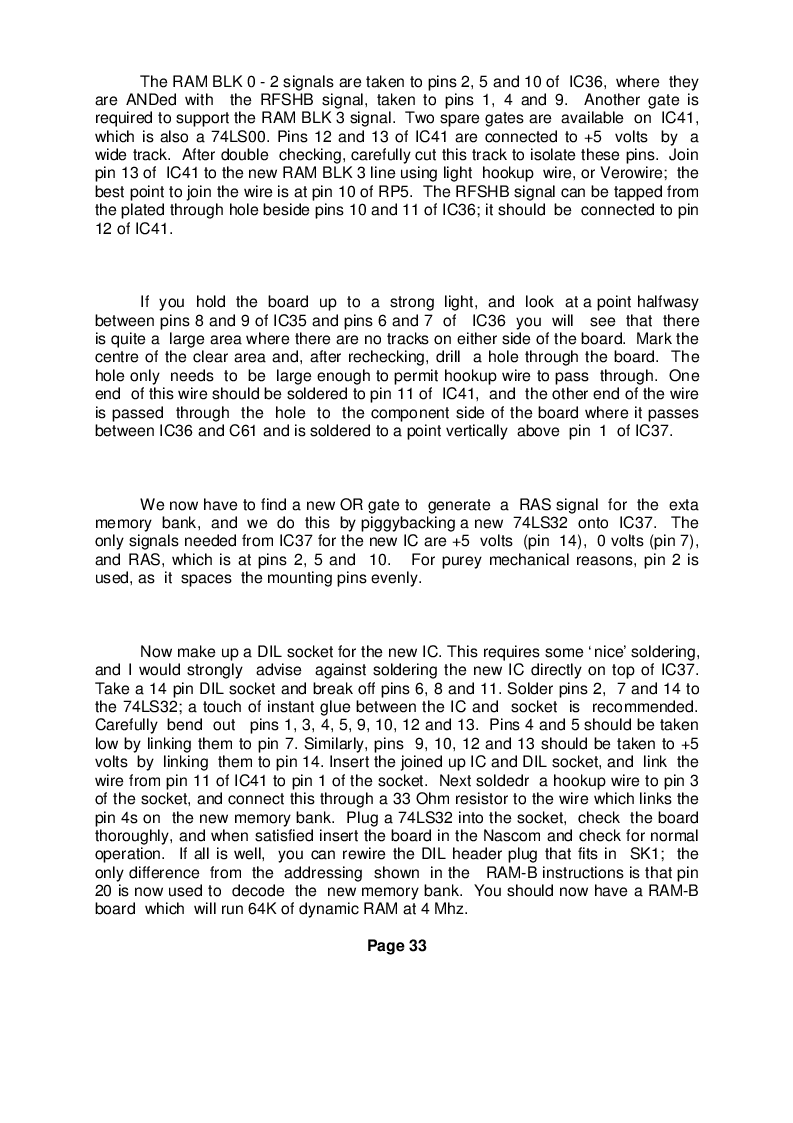 The RAM BLK 0 - 2 signals are taken to pins 2, 5 and 10 of IC36, where they
are ANDed with the RFSHB signal, taken to pins 1, 4 and 9. Another gate is
required to support the RAM BLK 3 signal. Two spare gates are available on IC41,
which is also a 74LS00. Pins 12 and 13 of IC41 are connected to +5 volts by a
wide track. After double checking, carefully cut this track to isolate these pins. Join
pin 13 of IC41 to the new RAM BLK 3 line using light hookup wire, or Verowire; the
best point to join the wire is at pin 10 of RP5. The RFSHB signal can be tapped from
the plated through hole beside pins 10 and 11 of IC36; it should be connected to pin
12 of IC41.
If you hold the board up to a strong light, and look at a point halfwasy
between pins 8 and 9 of IC35 and pins 6 and 7 of IC36 you will see that there
is quite a large area where there are no tracks on either side of the board. Mark the
centre of the clear area and, after rechecking, drill a hole through the board. The
hole only needs to be large enough to permit hookup wire to pass through. One
end of this wire should be soldered to pin 11 of IC41, and the other end of the wire
is passed through the hole to the component side of the board where it passes
between IC36 and C61 and is soldered to a point vertically above pin 1 of IC37.
We now have to find a new OR gate to generate a RAS signal for the exta
memory bank, and we do this by piggybacking a new 74LS32 onto IC37. The
only signals needed from IC37 for the new IC are +5 volts (pin 14), 0 volts (pin 7),
and RAS, which is at pins 2, 5 and 10. For purey mechanical reasons, pin 2 is
used, as it spaces the mounting pins evenly.
Now make up a DIL socket for the new IC. This requires some 'nice' soldering,
and I would strongly advise against soldering the new IC directly on top of IC37.
Take a 14 pin DIL socket and break off pins 6, 8 and 11. Solder pins 2, 7 and 14 to
the 74LS32; a touch of instant glue between the IC and socket is recommended.
Carefully bend out pins 1, 3, 4, 5, 9, 10, 12 and 13. Pins 4 and 5 should be taken
low by linking them to pin 7. Similarly, pins 9, 10, 12 and 13 should be taken to +5
volts by linking them to pin 14. Insert the joined up IC and DIL socket, and link the
wire from pin 11 of IC41 to pin 1 of the socket. Next soldedr a hookup wire to pin 3
of the socket, and connect this through a 33 Ohm resistor to the wire which links the
pin 4s on the new memory bank. Plug a 74LS32 into the socket, check the board
thoroughly, and when satisfied insert the board in the Nascom and check for normal
operation. If all is well, you can rewire the DIL header plug that fits in SK1; the
only difference from the addressing shown in the RAM-B instructions is that pin
20 is now used to decode the new memory bank. You should now have a RAM-B
board which will run 64K of dynamic RAM at 4 Mhz.
Page 33